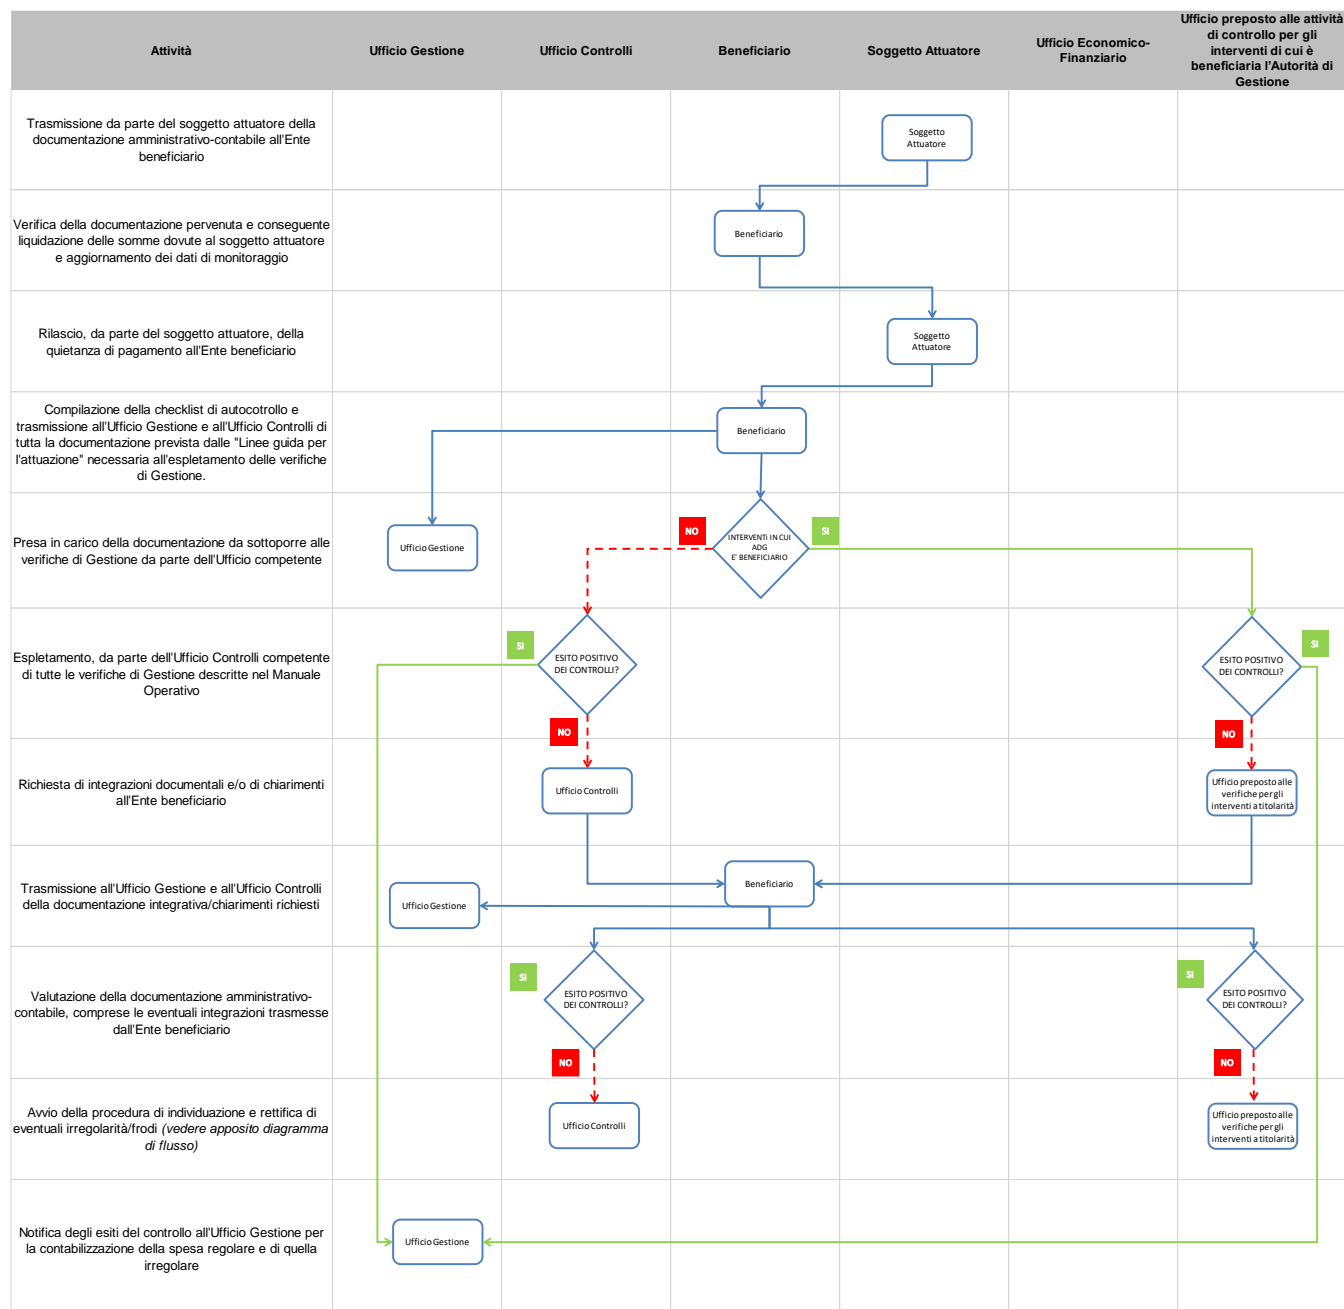 Attività
Ufficio Gestione
Ufficio Controlli
Beneficiario
Soggetto Attuatore
Ufficio Economico-
Finanziario
Ufficio preposto alle attività
di controllo per gli
interventi di cui è
beneficiaria l'Autorità di
Gestione
Trasmissione da parte del soggetto attuatore della
documentazione amministrativo-contabile all'Ente
beneficiario
Soggetto
Attuatore
Verifica della documentazione pervenuta e conseguente
liquidazione delle somme dovute al soggetto attuatore
e aggiornamento dei dati di monitoraggio
Beneficiario
Rilascio, da parte del soggetto attuatore, della
quietanza di pagamento all'Ente beneficiario
Soggetto
Attuatore
Compilazione della checklist di autocotrollo e
trasmissione all'Ufficio Gestione e all'Ufficio Controlli di
tutta la documentazione prevista dalle "Linee guida per
l'attuazione" necessaria all'espletamento delle verifiche
di Gestione.
Beneficiario
Presa in carico della documentazione da sottoporre alle
verifiche di Gestione da parte dell'Ufficio competente
Ufficio Gestione
NO
INTERVENTi IN CUI
ADG
E' BENEFICIARIO
SI
Espletamento, da parte dell'Ufficio Controlli competente
di tutte le verifiche di Gestione descritte nel Manuale
Operativo
SI
ESITO POSITIVO
DEI CONTROLLI?
NO
ESITO POSITIVO
DEI CONTROLLI?
SI
NO
Richiesta di integrazioni documentali e/o di chiarimenti
all'Ente beneficiario
Ufficio Controlli
Ufficio preposto alle
verifiche per gli
interventi a titolarità
Trasmissione all'Ufficio Gestione e all'Ufficio Controlli
della documentazione integrativa/chiarimenti richiesti
Ufficio Gestione
Beneficiario
Valutazione della documentazione amministrativo-
contabile, comprese le eventuali integrazioni trasmesse
dall'Ente beneficiario
SI
ESITO POSITIVO
DEI CONTROLLI?
NO
SI
ESITO POSITIVO
DEI CONTROLLI?
NO
Avvio della procedura di individuazione e rettifica di
eventuali irregolarità/frodi (vedere apposito diagramma
di flusso)
Ufficio Controlli
Ufficio preposto alle
verifiche per gli
interventi a titolarità
Notifica degli esiti del controllo all'Ufficio Gestione per
la contabilizzazione della spesa regolare e di quella
irregolare
Ufficio Gestione